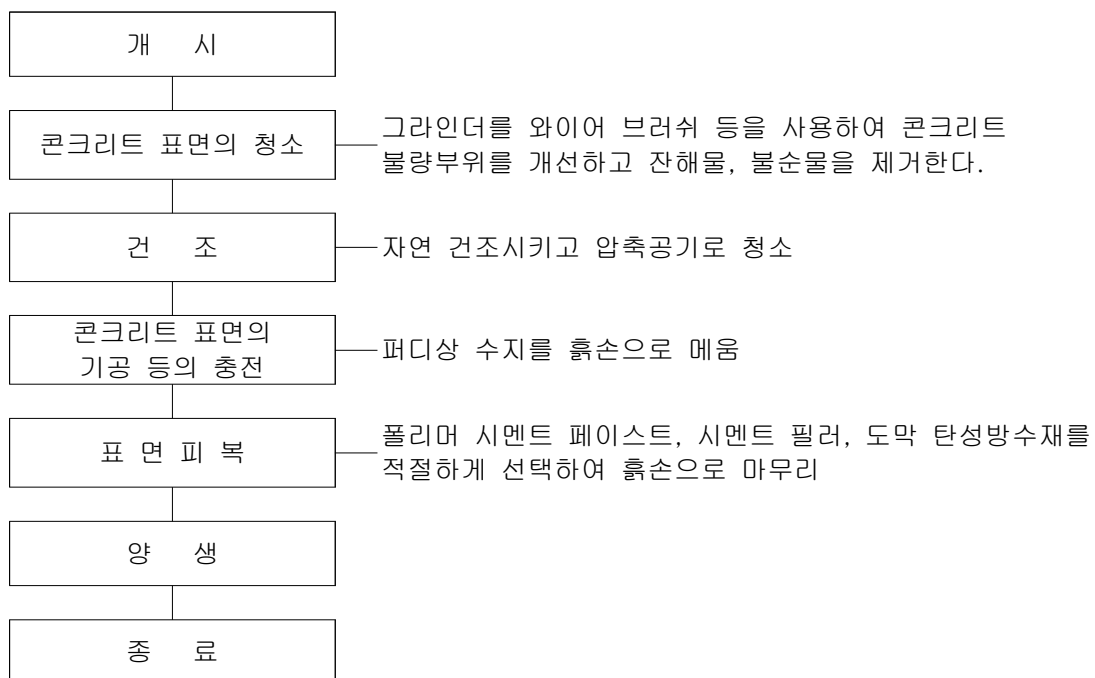 개 시
콘크리트 표면의 청소
그라인더를 와이어 브러쉬 등을 사용하여 콘크리트
불량부위를 개선하고 잔해물, 불순물을 제거한다.
건 조
자연 건조시키고 압축공기로 청소
콘크리트 표면의
기공 등의 충전
퍼디상 수지를 흙손으로 메움
표 면 피 복
폴리머 시멘트 페이스트, 시멘트 필러, 도막 탄성방수재를
적절하게 선택하여 흙손으로 마무리
양 생
종 료